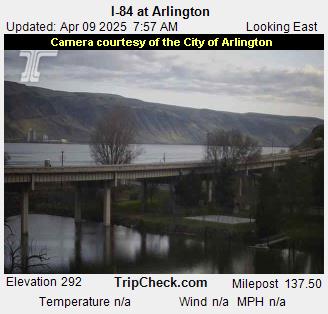 I-84 at Arlington
Updated: Apr 09 2025 7:57 AM Looking East
Camera courtesy of the City of Arlington
Elevation 292 TripCheck.com Milepost 137.50
Temperature n/a Wind n/a MPH n/a